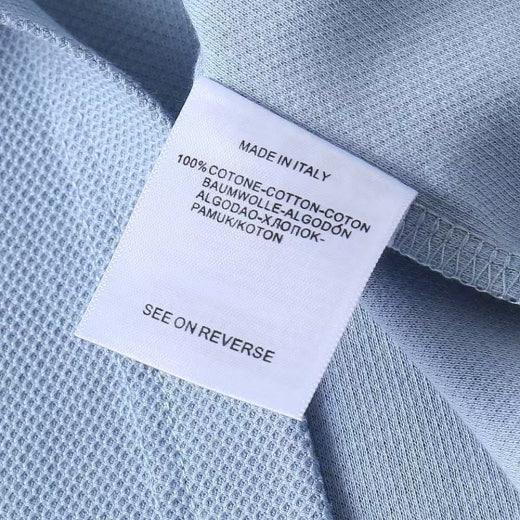 MADE IN ITALY
100% COTONE-COTTON-COTON
BAUMWOLLE-ALGODÓN
ALGODAO-ХЛОПОК-
PAMUK/KOTON
SEE ON REVERSE